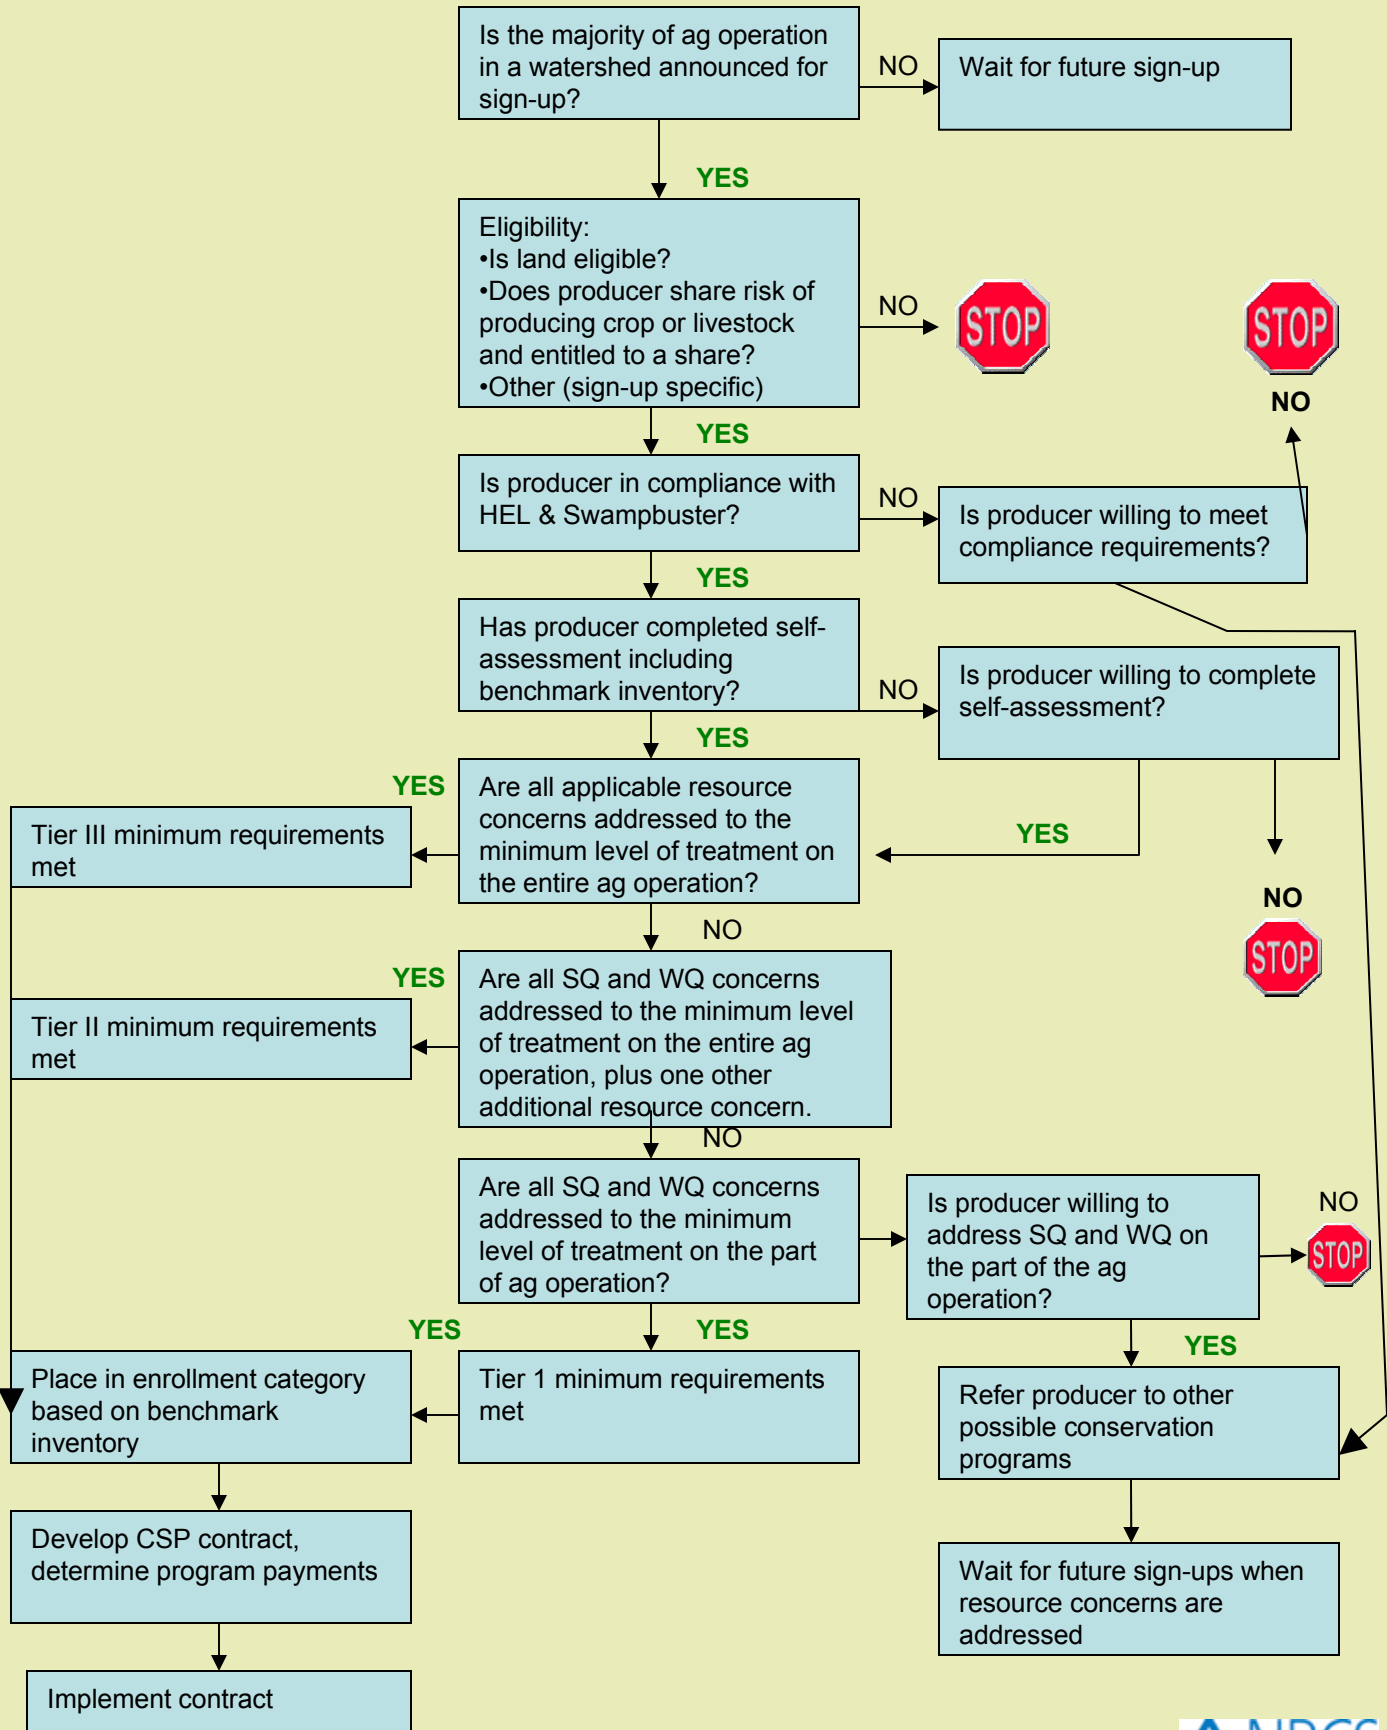 Is the majority of ag operation
in a watershed announced for
sign-up?
NO
Wait for future sign-up
YES
Eligibility:
•Is land eligible?
•Does producer share risk of
producing crop or livestock
and entitled to a share?
•Other (sign-up specific)
NO
STOP
STOP
NO
YES
Is producer in compliance with
HEL & Swampbuster?
NO
Is producer willing to meet
compliance requirements?
YES
Has producer completed self-
assessment including
benchmark inventory?
NO
Is producer willing to complete
self-assessment?
YES
YES
Are all applicable resource
concerns addressed to the
minimum level of treatment on
the entire ag operation?
Tier III minimum requirements
met
YES
NO
STOP
NO
YES
Are all SQ and WQ concerns
addressed to the minimum level
of treatment on the entire ag
operation, plus one other
additional resource concern.
Tier II minimum requirements
met
NO
Are all SQ and WQ concerns
addressed to the minimum
level of treatment on the part
of ag operation?
Is producer willing to
address SQ and WQ on
the part of the ag
operation?
NO
STOP
YES
YES
YES
Place in enrollment category
based on benchmark
inventory
Tier 1 minimum requirements
met
Refer producer to other
possible conservation
programs
Develop CSP contract,
determine program payments
Wait for future sign-ups when
resource concerns are
addressed
Implement contract
NRCS